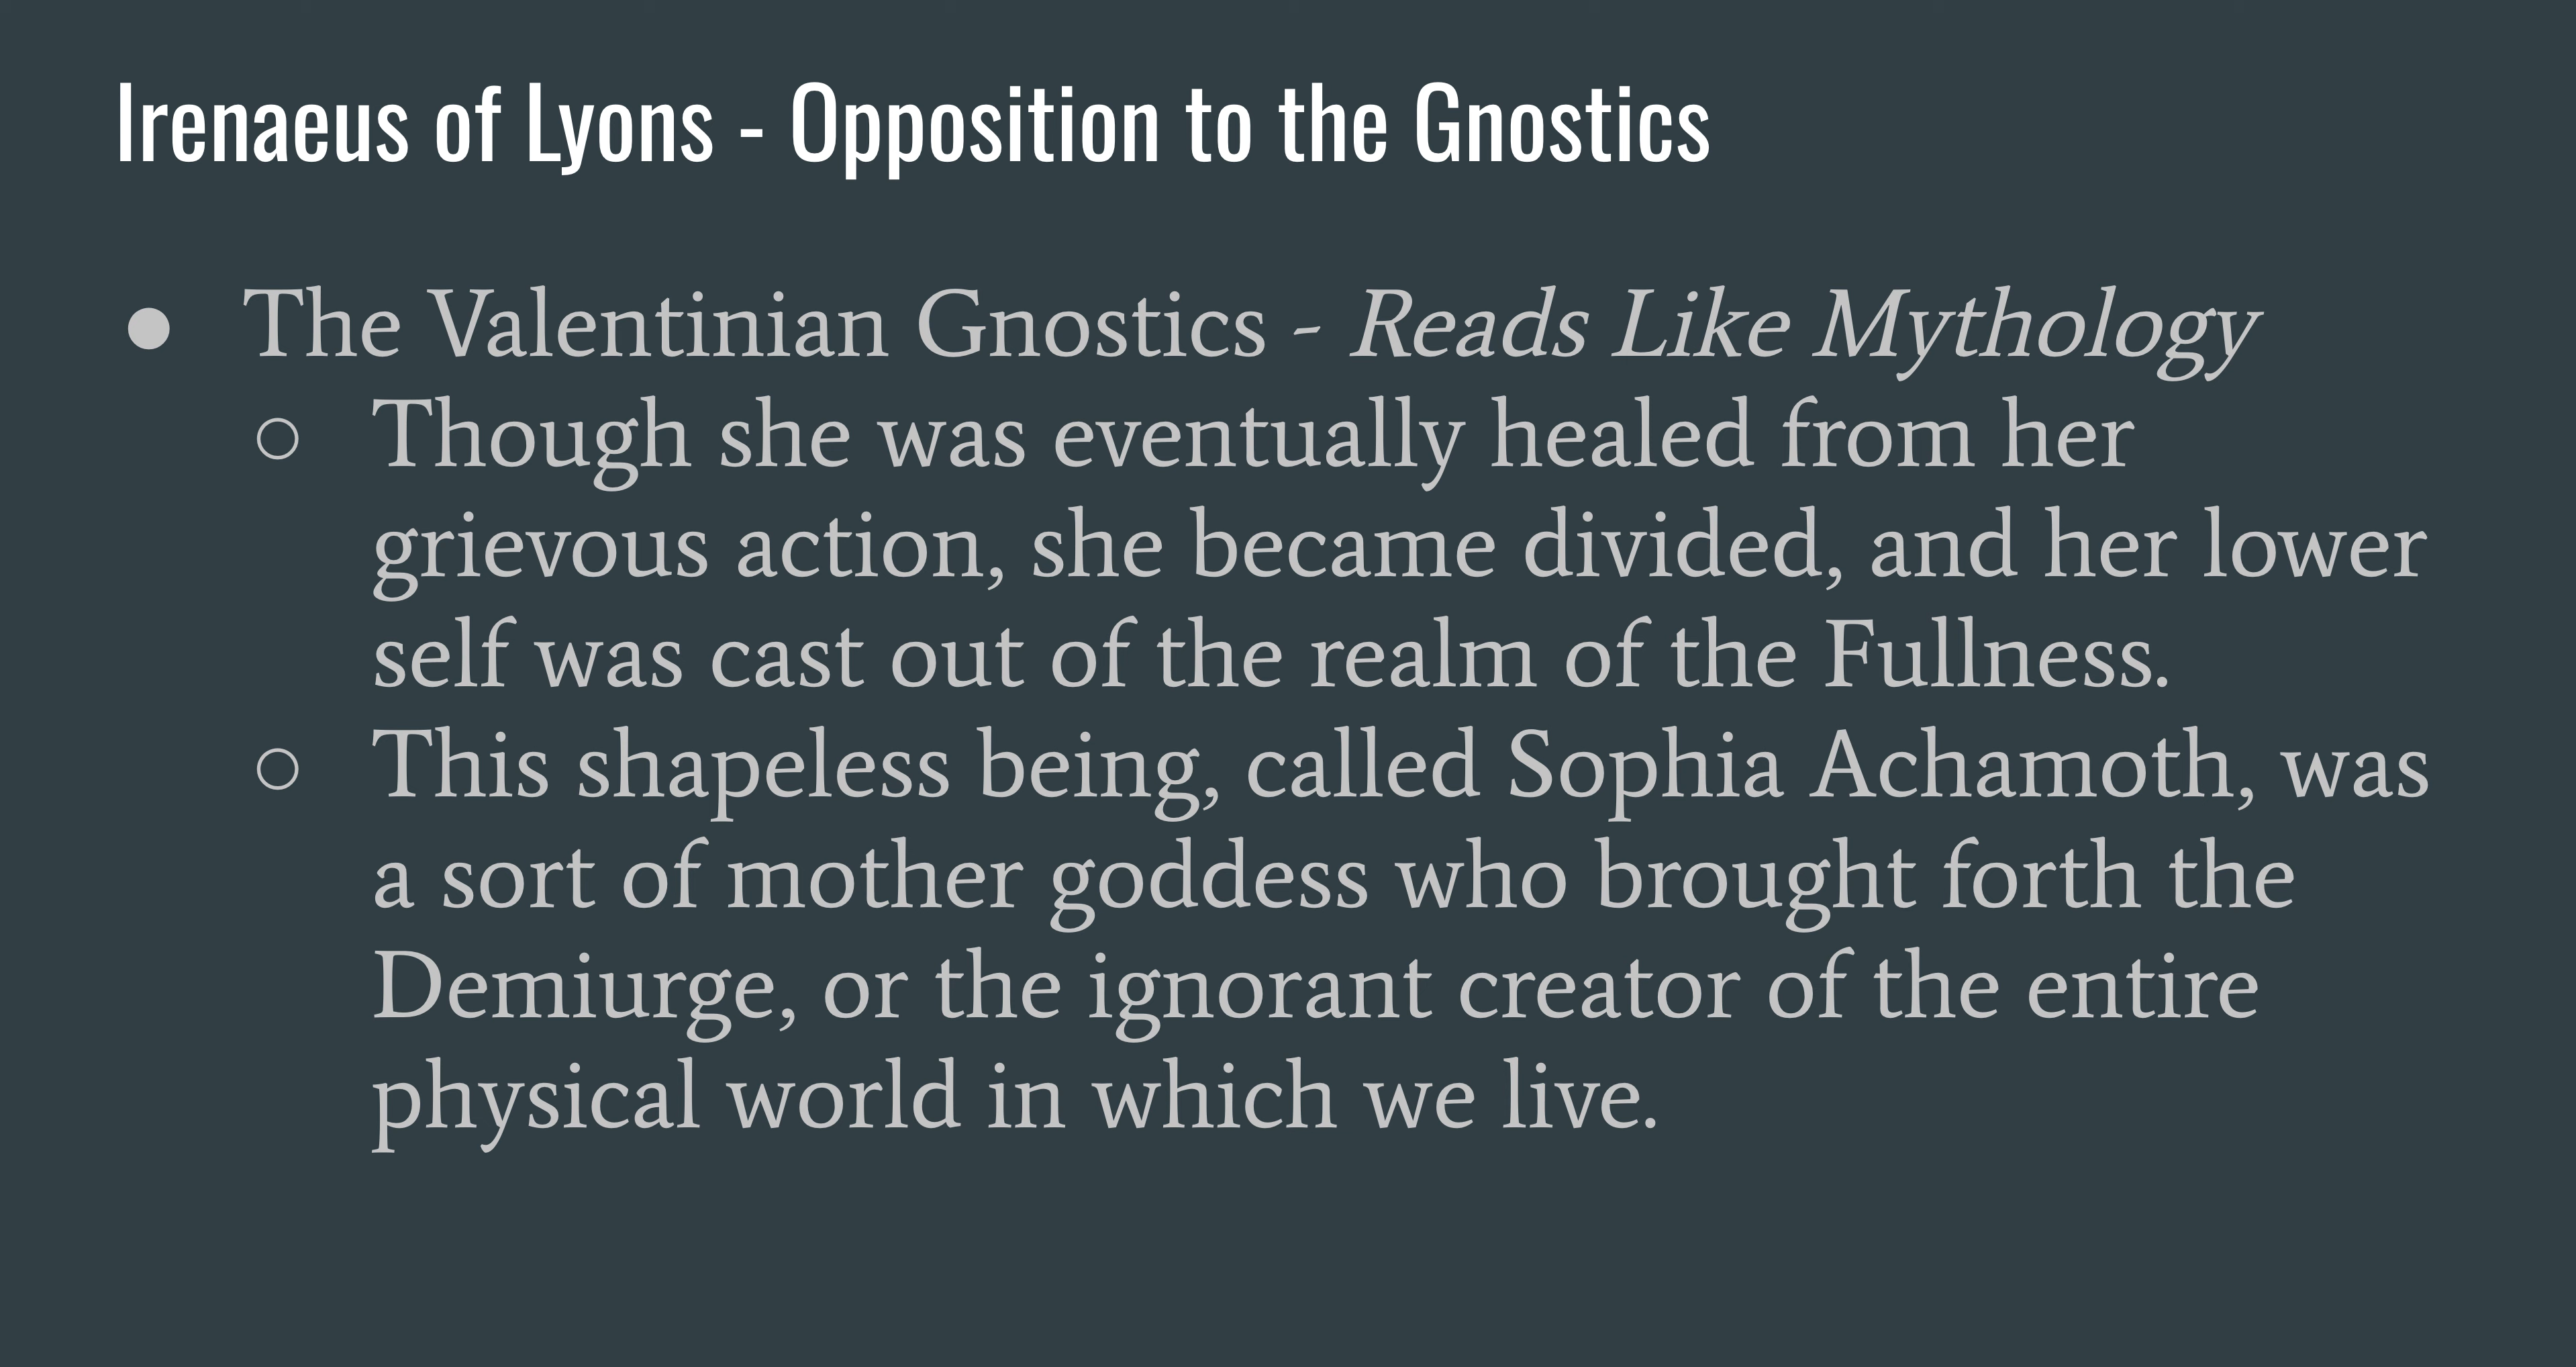 Irenaeus of Lyons - Opposition to the Gnostics
● The Valentinian Gnostics - Reads Like Mythology
○ Though she was eventually healed from her
grievous action, she became divided, and her lower
self was cast out of the realm of the Fullness.
○ This shapeless being, called Sophia Achamoth, was
a sort of mother goddess who brought forth the
Demiurge, or the ignorant creator of the entire
physical world in which we live.